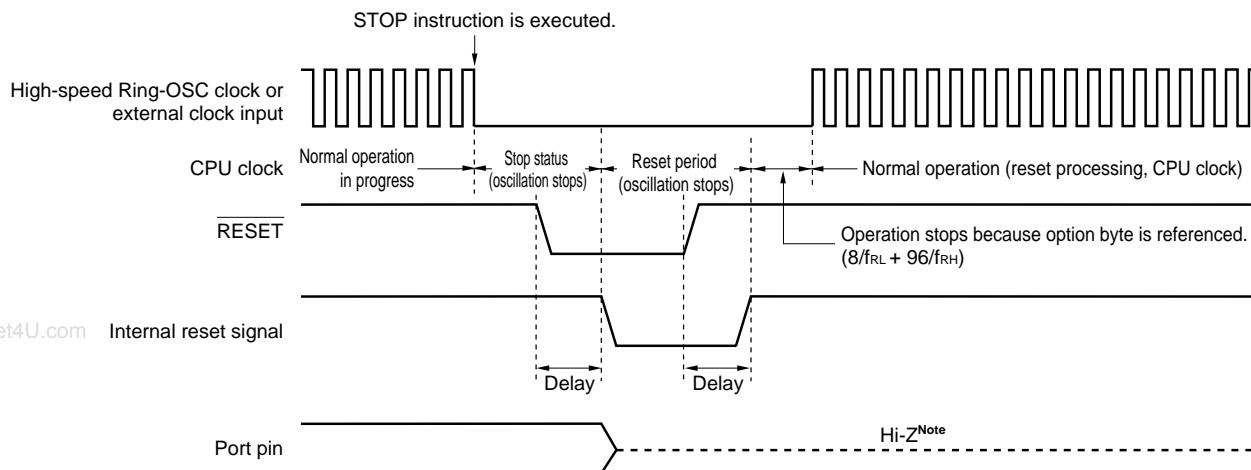 STOP instruction is executed.
High-speed Ring-OSC clock or
external clock input
CPU clock
Normal operation
in progress
Stop status
(oscillation stops)
Reset period
(oscillation stops)
Normal operation (reset processing, CPU clock)
RESET
Operation stops because option byte is referenced.
(8/fRL + 96/fRH)
et4U.com
Internal reset signal
Delay
Delay
Port pin
Hi-ZNote